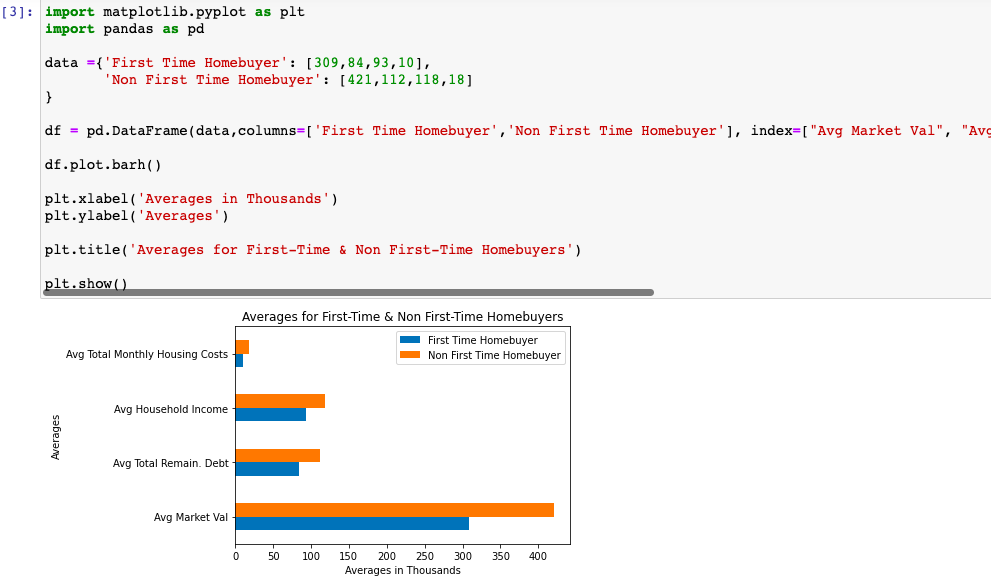 [3]: import matplotlib.pyplot as plt
import pandas as pd
data ={'First Time Homebuyer': [309,84,93,10],
'Non First Time Homebuyer': [421,112,118,18]
}
df = pd.DataFrame(data,columns=['First Time Homebuyer','Non First Time Homebuyer'], index=["Avg Market Val", "Avg
df.plot.barh()
plt.xlabel('Averages in Thousands')
plt.ylabel('Averages')
plt.title('Averages for First-Time & Non First-Time Homebuyers')
plt.show()
Averages for First-Time & Non First-Time Homebuyers
First Time Homebuyer
Non First Time Homebuyer
Avg Total Monthly Housing Costs
Avg Household Income
Avg Total Remain. Debt
Avg Market Val
Averages
0 50 100 150 200 250 300 350 400
Averages in Thousands